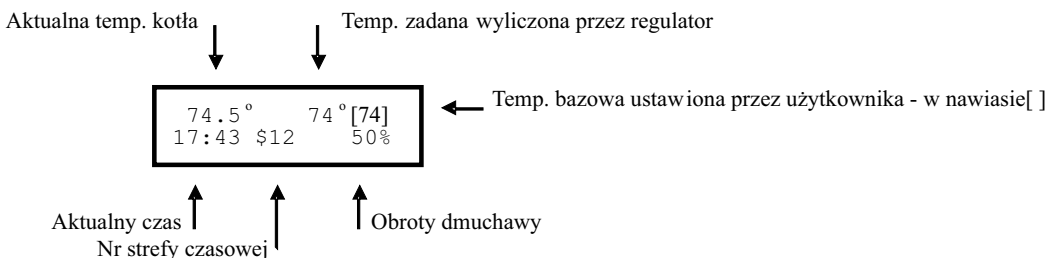 Aktualna temp. kotła
Temp. zadana wyliczona przez regulator
74.5° 74°[74]
Temp. bazowa ustawiona przez użytkownika - w nawiasie[ ]
17:43 $12 50%
Aktualny czas
Obroty dmuchawy
Nr strefy czasowej